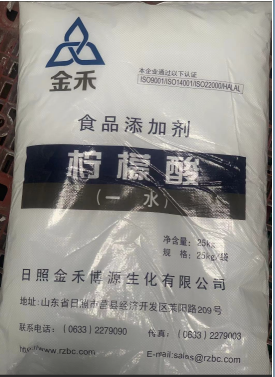 金禾
本企业通过以下认证
ISO9001/ISO14001/ISO22000/HALAL
食品添加剂
柠檬酸
(一水)
净含量:25kg
规格:25kg/袋
日照金禾博源生化有限公司
地址:山东省日照市莒县经济开发区莱阳路209号
联系电话:(0633)2279090 传真:(0633)2279003
http://www.rzbc.com E-mail:sales@rzbc.com